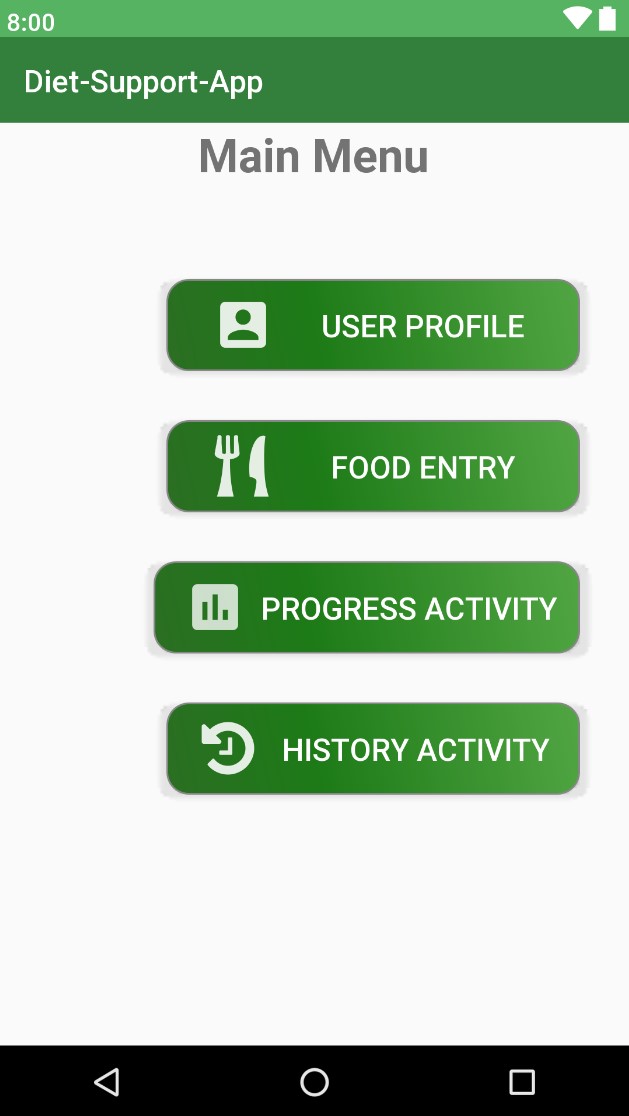 8:00
Diet-Support-App
Main Menu
USER PROFILE
FOOD ENTRY
PROGRESS ACTIVITY
HISTORY ACTIVITY